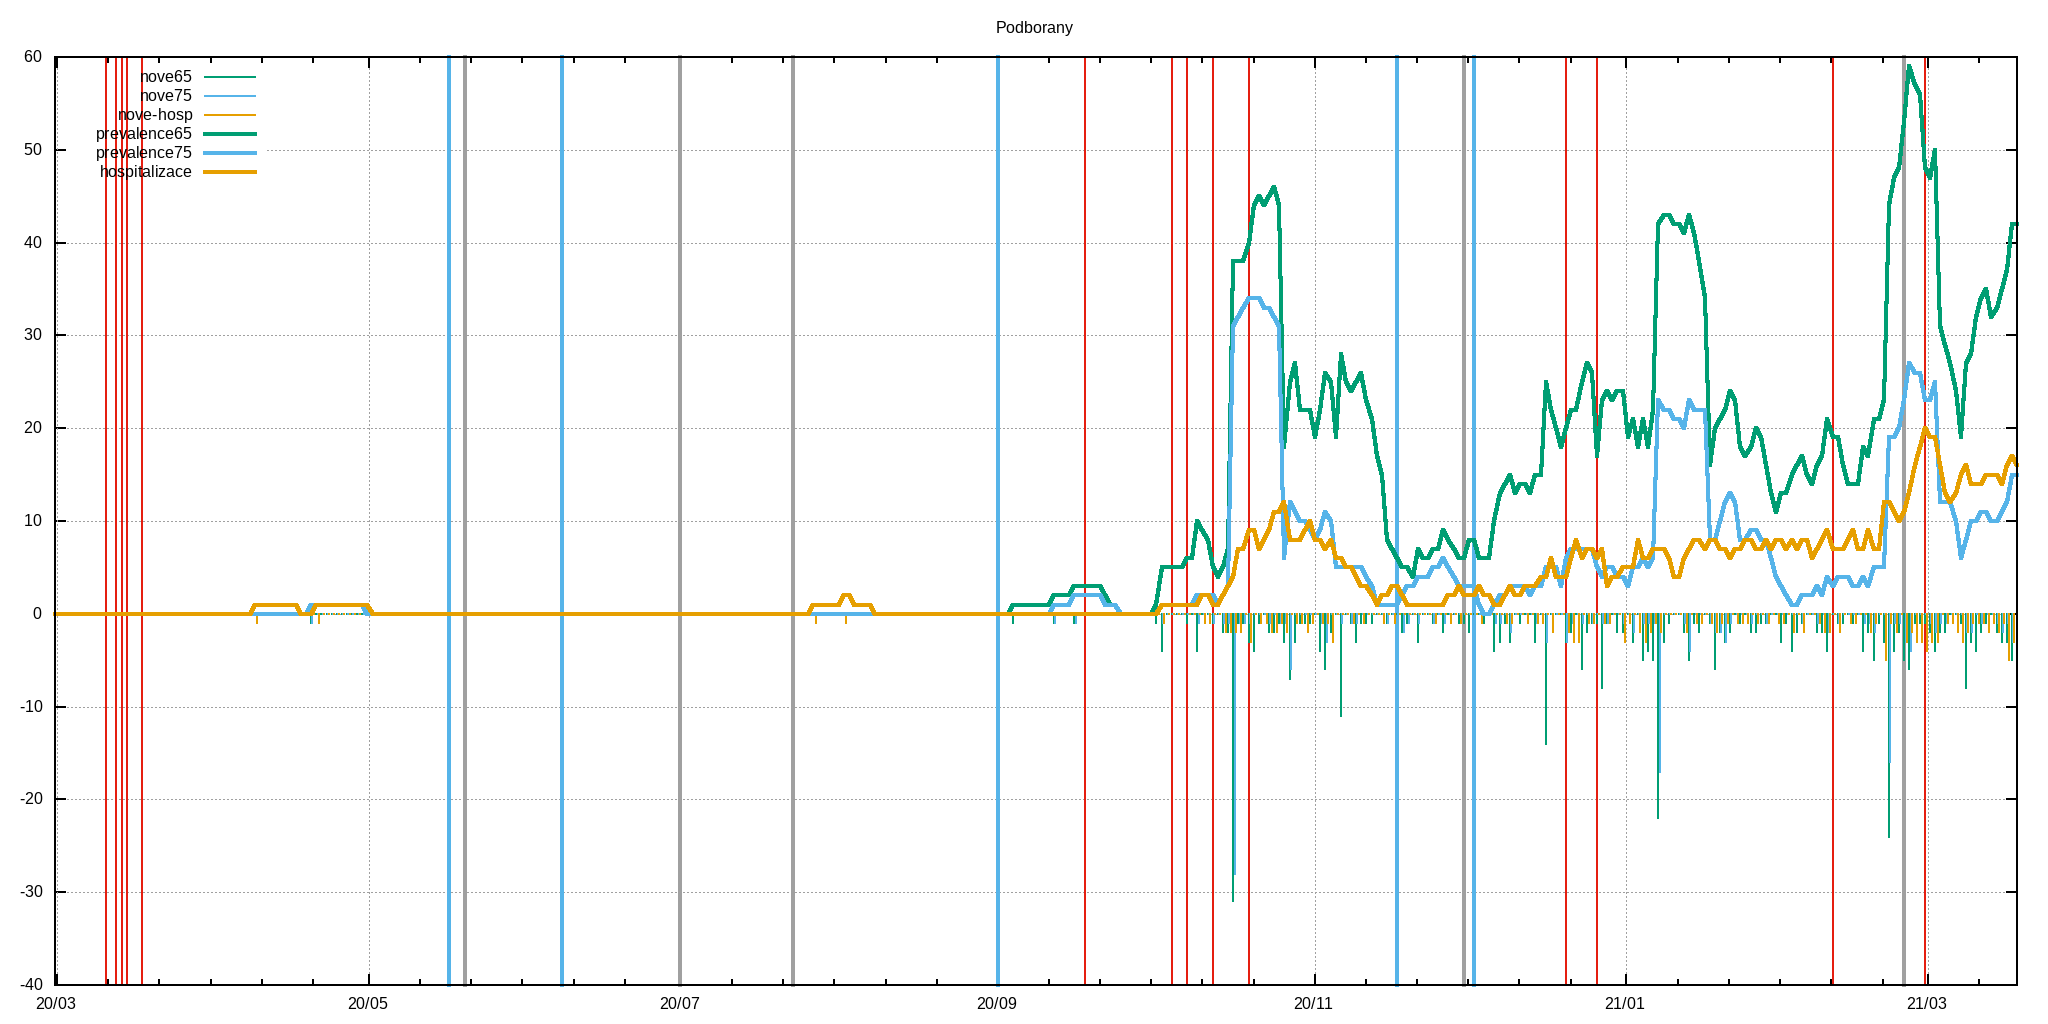 Podborany
60
50
40
30
20
10
0
-10
-20
-30
-40
nove65
nove75
nove-hosp
prevalence65
prevalence75
hospitalizace
20/03 20/05 20/07 20/09 20/11 21/01 21/03